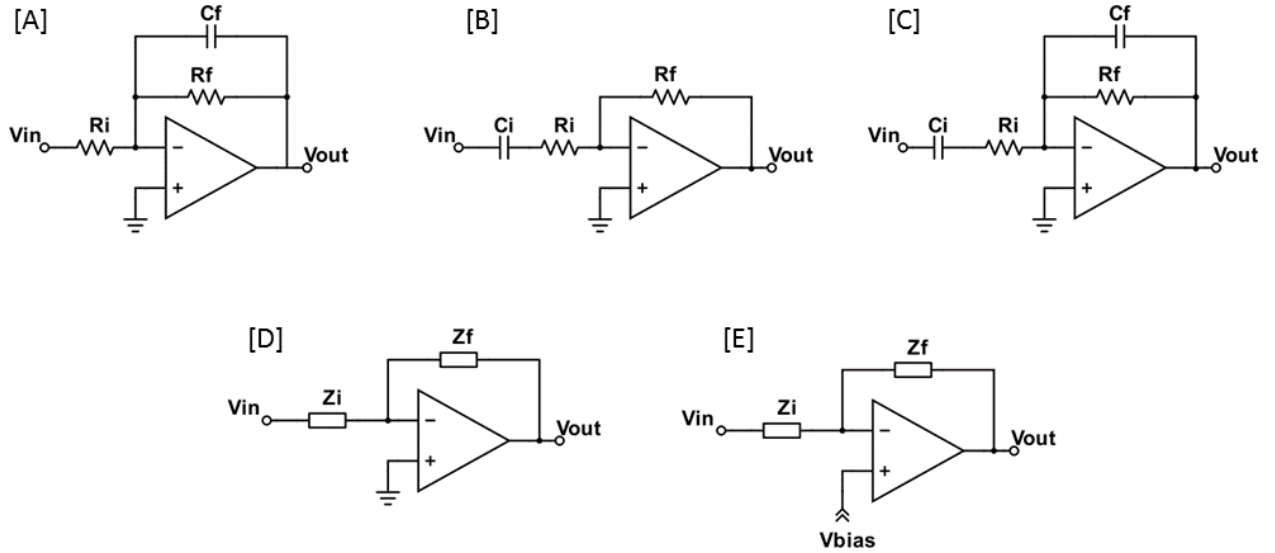 [A]
Cf
Rf
Ri
Vin
−
+
Vout
[B]
Rf
Vin
Ci
Ri
−
+
Vout
[C]
Cf
Rf
Vin
Ci
Ri
−
+
Vout
[D]
Zf
Zi
Vin
−
+
Vout
[E]
Zf
Zi
Vin
−
+
Vout
Vbias